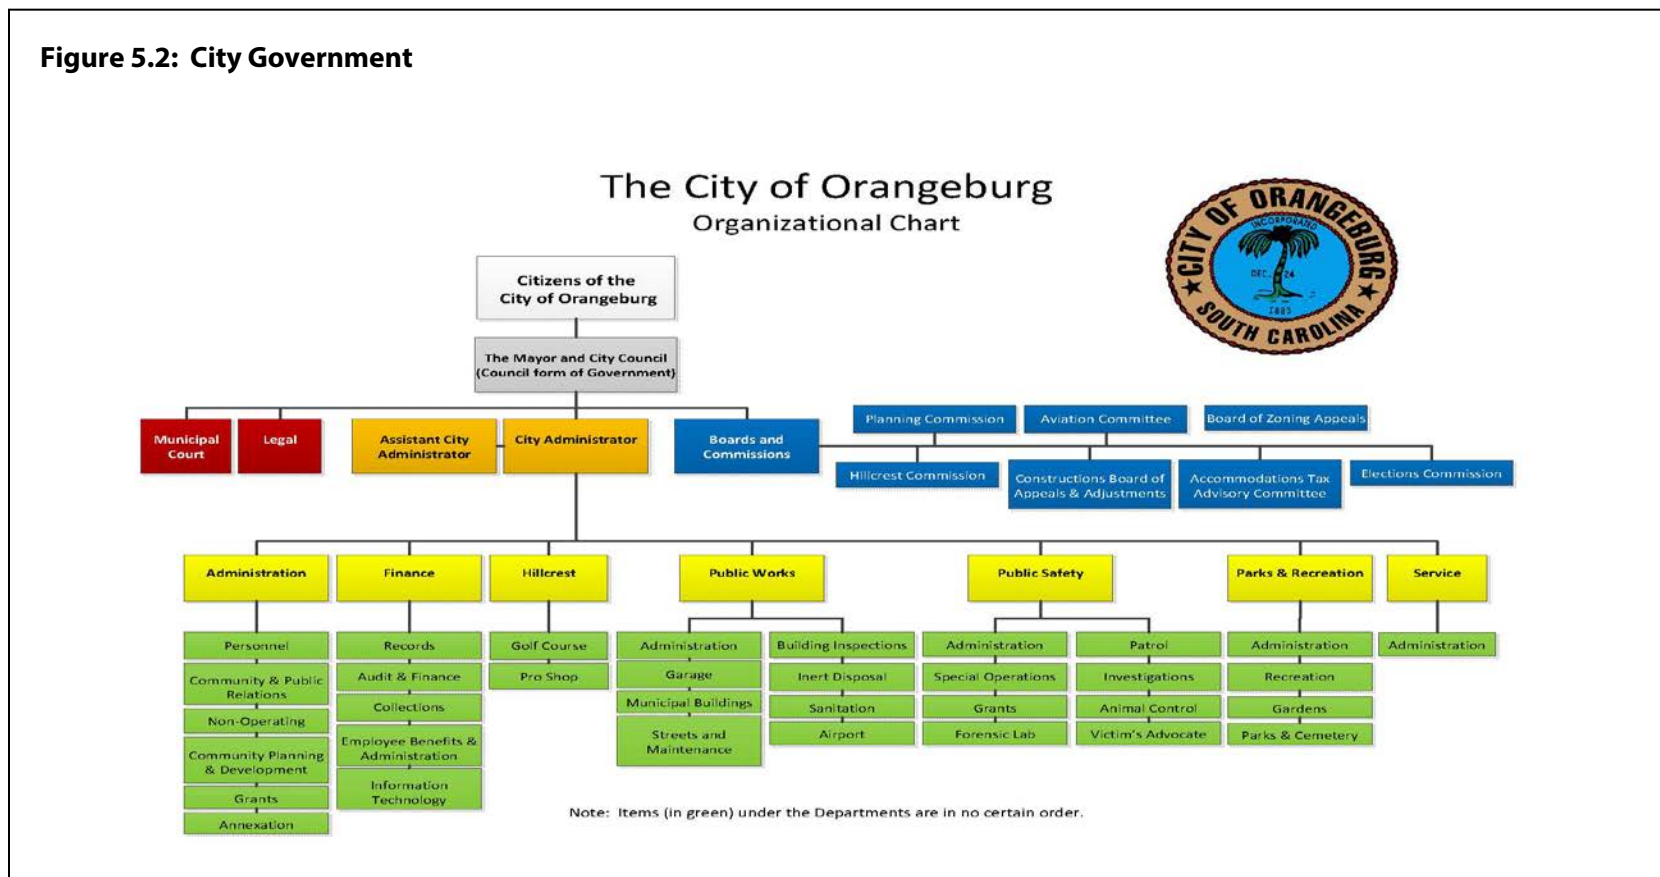 Figure 5.2: City Government
The City of Orangeburg
Organizational Chart
CITY OF ORANGEBURG
INCORPORATED
DEC. 24
1883
SOUTH CAROLINA
Citizens of the
City of Orangeburg
The Mayor and City Council
(Council form of Government)
Municipal
Court
Legal
Assistant City
Administrator
City Administrator
Boards and
Commissions
Planning Commission
Aviation Committee
Board of Zoning Appeals
Hillcrest Commission
Constructions Board of
Appeals & Adjustments
Accommodations Tax
Advisory Committee
Elections Commission
Administration
Personnel
Community & Public
Relations
Non-Operating
Community Planning
& Development
Grants
Annexation
Finance
Records
Audit & Finance
Collections
Employee Benefits &
Administration
Information
Technology
Hillcrest
Golf Course
Pro Shop
Public Works
Administration
Garage
Municipal Buildings
Streets and
Maintenance
Building Inspections
Inert Disposal
Sanitation
Airport
Public Safety
Administration
Special Operations
Grants
Forensic Lab
Patrol
Investigations
Animal Control
Victim's Advocate
Parks & Recreation
Administration
Recreation
Gardens
Parks & Cemetery
Service
Administration
Note: Items (in green) under the Departments are in no certain order.